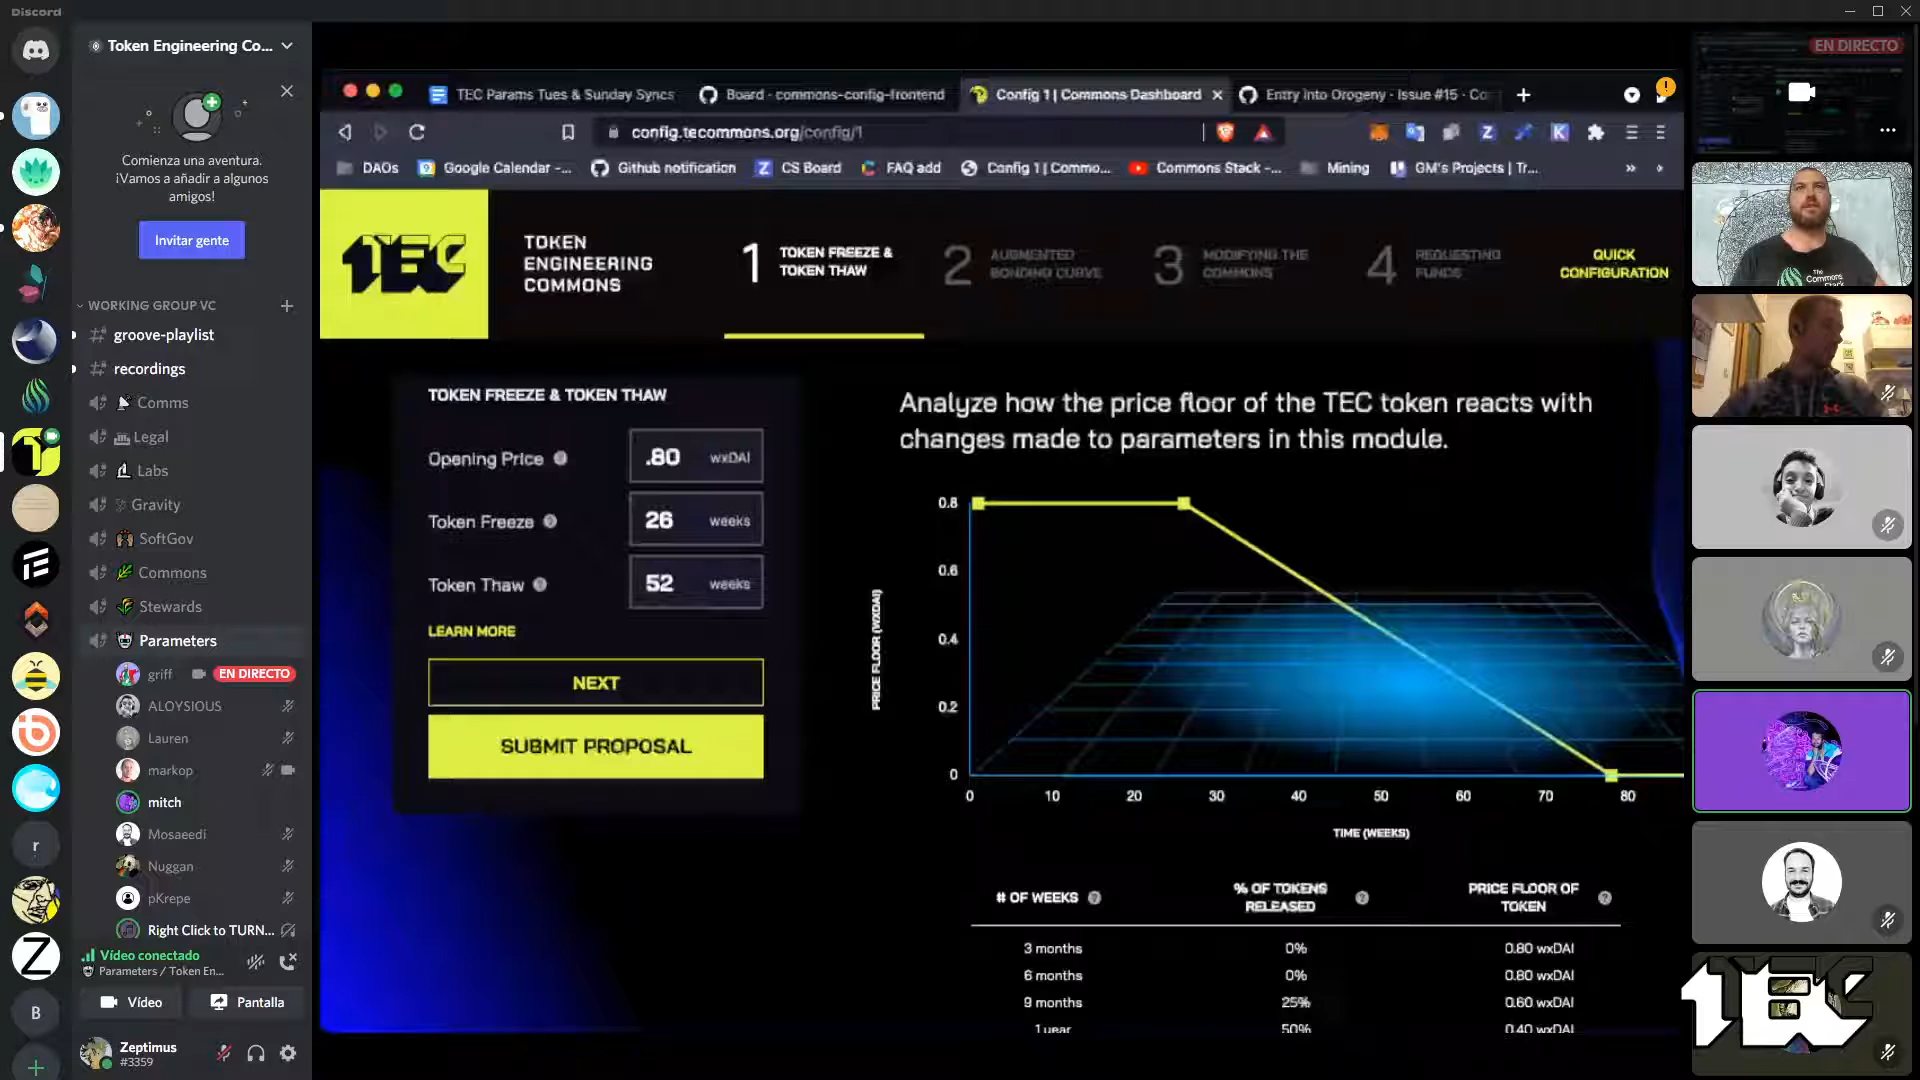 Discord
Token Engineering Co...
Comienza una aventura.
¡Vamos a añadir a algunos
amigos!
Invitar gente
WORKING GROUP VC
groove-playlist
recordings
Comms
Legal
Labs
Gravity
SoftGov
Commons
Stewards
Parameters
griff EN DIRECTO
ALOYSIOUS
Lauren
markop
mitch
Mosaeedi
Nuggan
pKrepe
Right Click to TURN...
Vídeo conectado
Parameters / Token En...
Vídeo Pantalla
Zeptimus
#3359
r
B
TEC Params Tues & Sunday Syncs
Board · commons-config-frontend
Config 1 | Commons Dashboard
Entry into Orogeny · Issue #15 · Co
config.tecommons.org/config/1
DAOs
Google Calendar -...
Github notification
CS Board
FAQ add
Config 1 | Commo...
Commons Stack -...
Mining
GM's Projects | Tr...
TEC
TOKEN
ENGINEERING
COMMONS
1 TOKEN FREEZE &
TOKEN THAW
2 AUGMENTED
BONDING CURVE
3 MODIFYING THE
COMMONS
4 REQUESTING
FUNDS
QUICK
CONFIGURATION
TOKEN FREEZE & TOKEN THAW
Opening Price .80 wxDAI
Token Freeze 26 weeks
Token Thaw 52 weeks
LEARN MORE
NEXT
SUBMIT PROPOSAL
Analyze how the price floor of the TEC token reacts with
changes made to parameters in this module.
PRICE FLOOR (WXDAI)
0.8
0.6
0.4
0.2
0
0 10 20 30 40 50 60 70 80
TIME (WEEKS)
# OF WEEKS
% OF TOKENS
RELEASED
PRICE FLOOR OF
TOKEN
3 months 0% 0.80 wxDAI
6 months 0% 0.80 wxDAI
9 months 25% 0.60 wxDAI
1 year 50% 0.40 wxDAI
EN DIRECTO
The
Commons
Stack
TEC